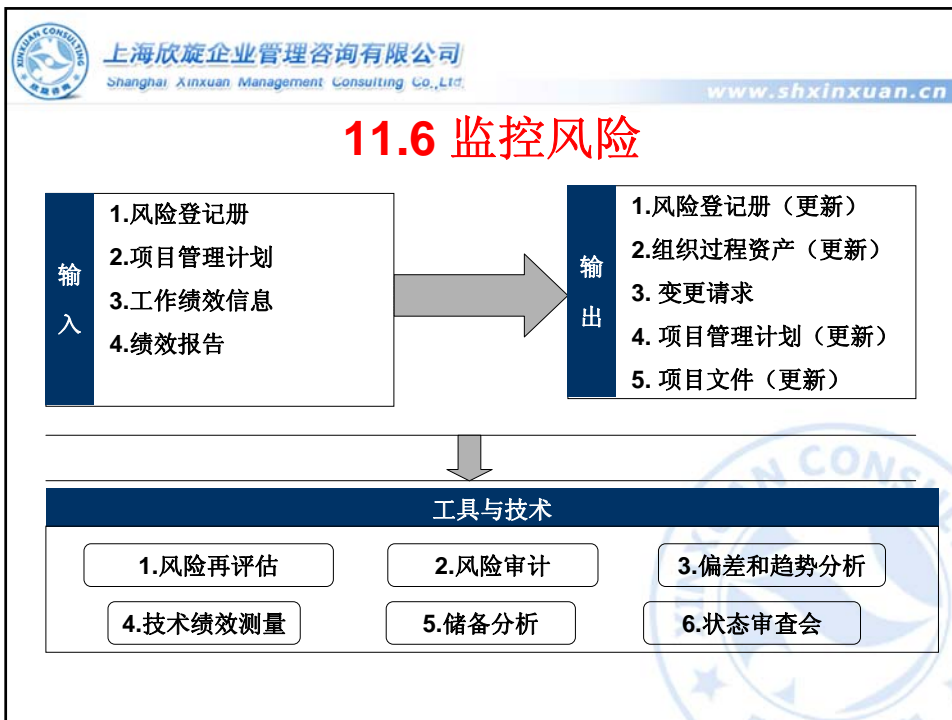 XINXUAN CONSULTING
欣旋咨询
上海欣旋企业管理咨询有限公司
Shanghai Xinxuan Management Consulting Co.,Ltd.
www.shxinxuan.cn
11.6 监控风险
输入
1.风险登记册
2.项目管理计划
3.工作绩效信息
4.绩效报告
输出
1.风险登记册（更新）
2.组织过程资产（更新）
3. 变更请求
4. 项目管理计划（更新）
5. 项目文件（更新）
工具与技术
1.风险再评估
2.风险审计
3.偏差和趋势分析
4.技术绩效测量
5.储备分析
6.状态审查会